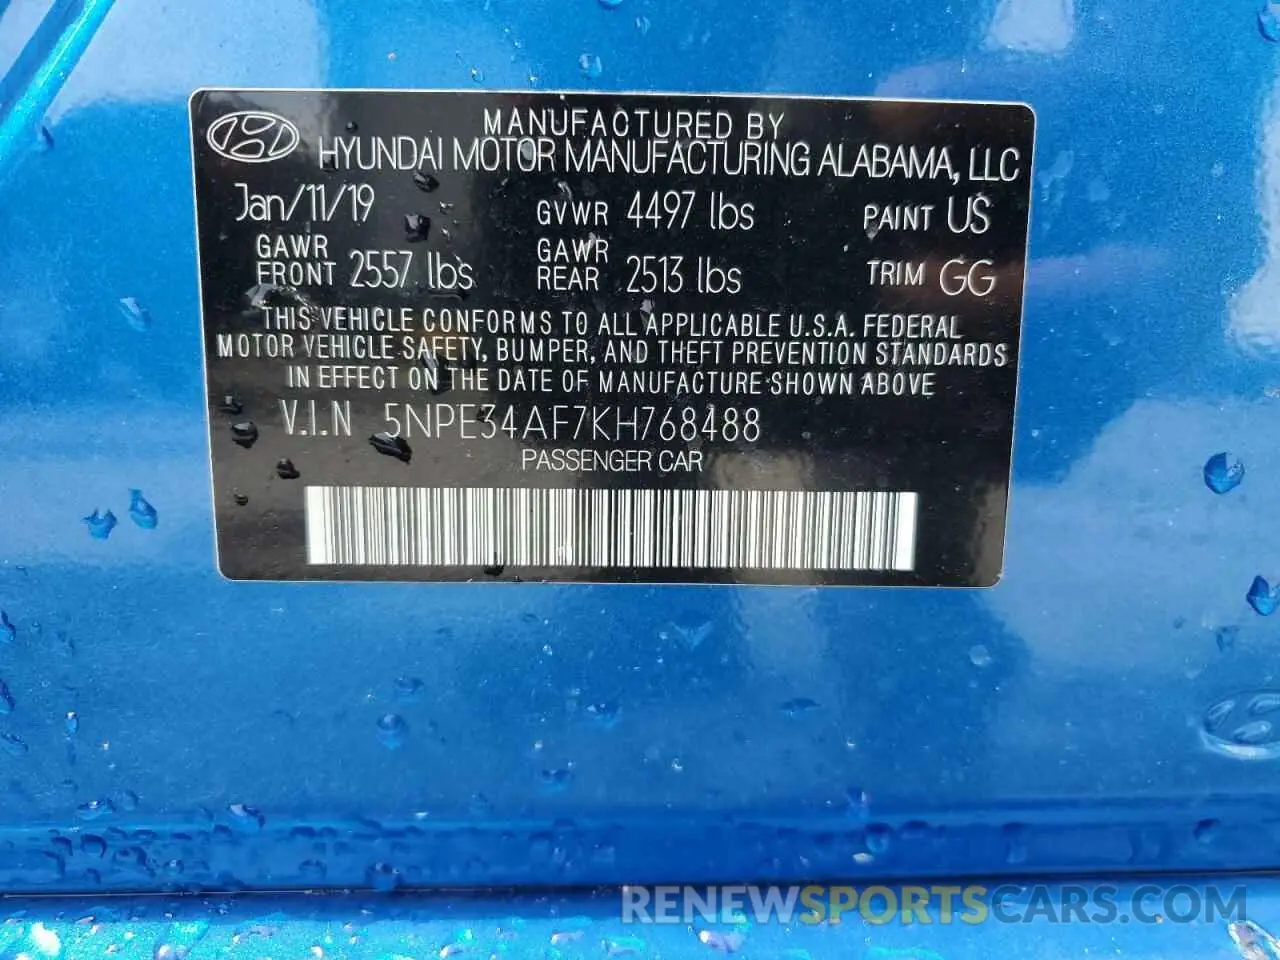 MANUFACTURED BY
HYUNDAI MOTOR MANUFACTURING ALABAMA, LLC
Jan/11/19 GVWR 4497 lbs PAINT US
GAWR FRONT 2557 lbs GAWR REAR 2513 lbs TRIM GG
THIS VEHICLE CONFORMS TO ALL APPLICABLE U.S.A. FEDERAL
MOTOR VEHICLE SAFETY, BUMPER, AND THEFT PREVENTION STANDARDS
IN EFFECT ON THE DATE OF MANUFACTURE SHOWN ABOVE
V.I.N 5NPE34AF7KH768488
PASSENGER CAR
RENEWSPORTSCARS.COM